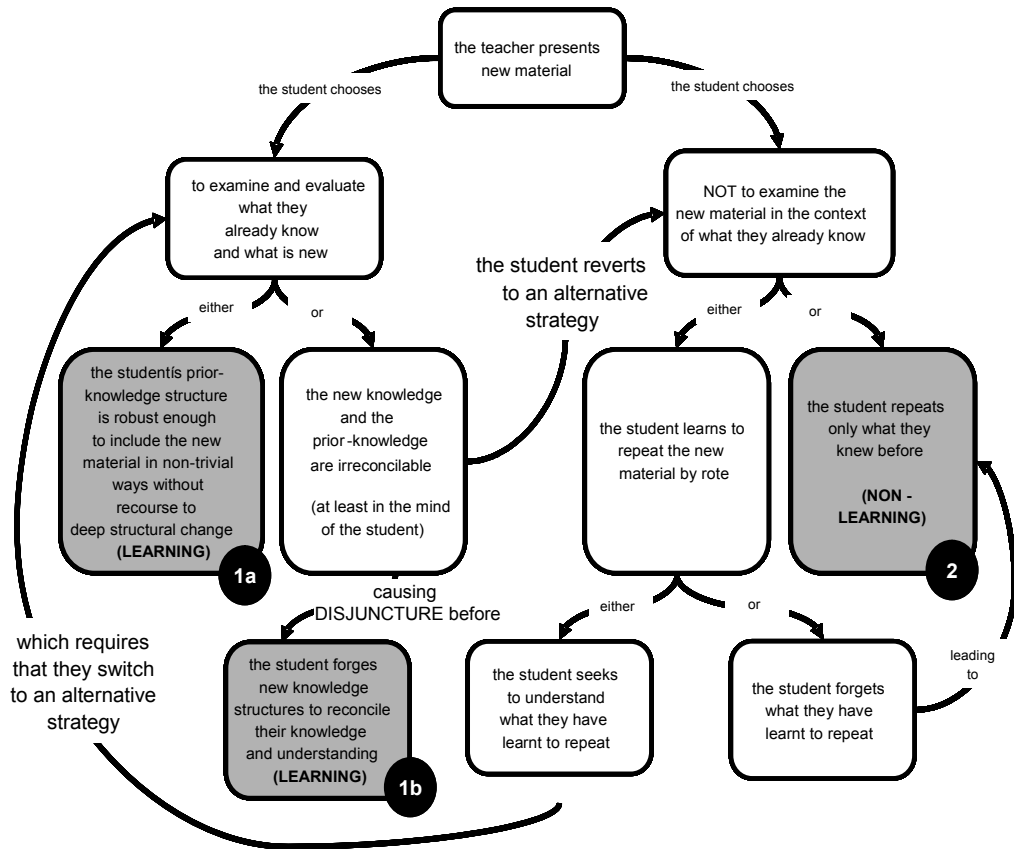 the teacher presents
new material
the student chooses
the student chooses
to examine and evaluate
what they
already know
and what is new
NOT to examine the
new material in the context
of what they already know
the student reverts
to an alternative
strategy
either
or
either
or
the studentís prior-
knowledge structure
is robust enough
to include the new
material in non-trivial
ways without
recourse to
deep structural change
(LEARNING)
1a
the new knowledge
and the
prior-knowledge
are irreconcilable
(at least in the mind
of the student)
the student learns to
repeat the new
material by rote
the student repeats
only what they
knew before
(NON -
LEARNING)
2
causing
DISJUNCTURE before
either
or
which requires
that they switch
to an alternative
strategy
the student forges
new knowledge
structures to reconcile
their knowledge
and understanding
(LEARNING)
1b
the student seeks
to understand
what they have
learnt to repeat
the student forgets
what they have
learnt to repeat
leading
to